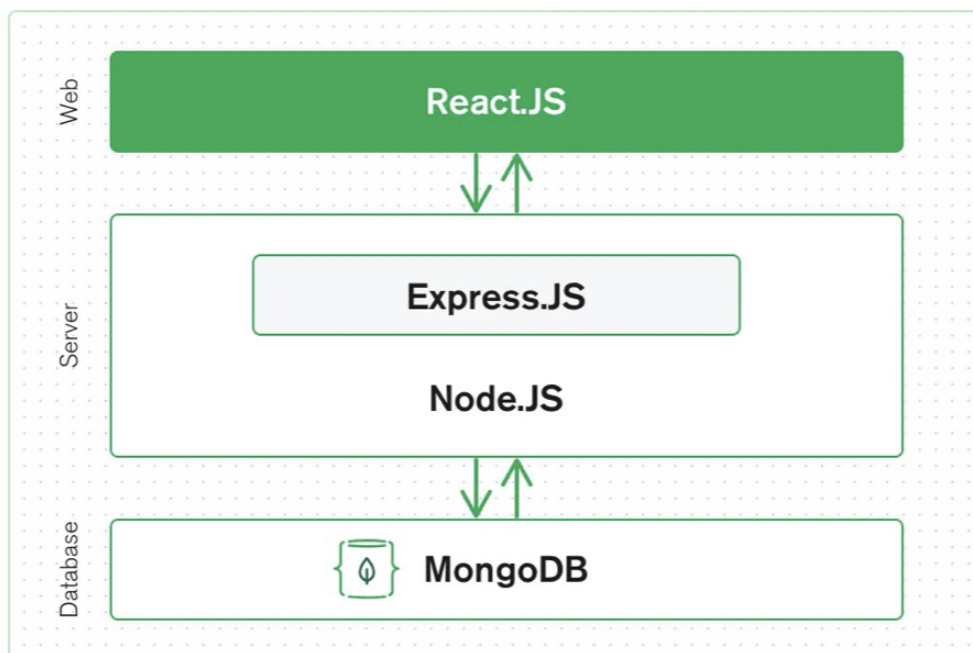 Web
React.JS
Server
Express.JS
Node.JS
Database
MongoDB